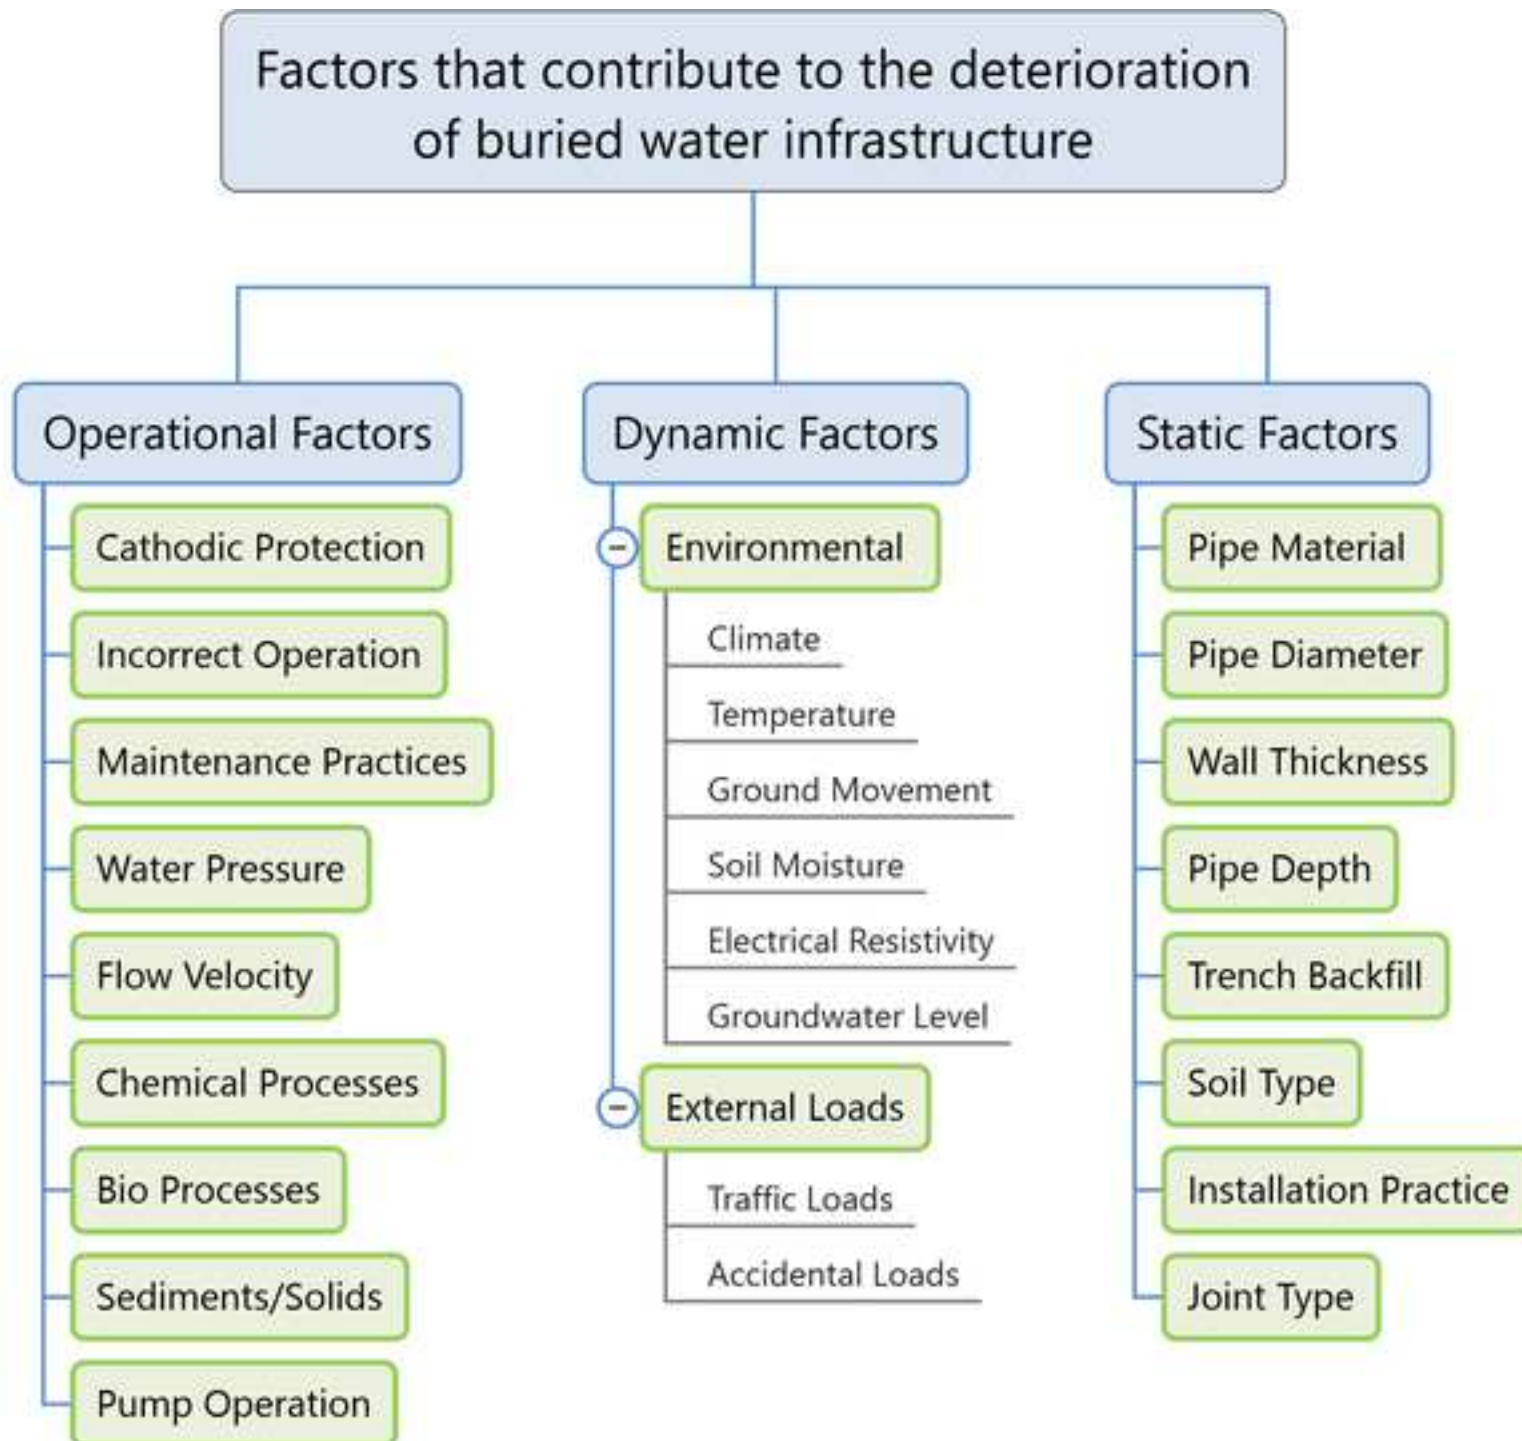 Factors that contribute to the deterioration
of buried water infrastructure
Operational Factors
Cathodic Protection
Incorrect Operation
Maintenance Practices
Water Pressure
Flow Velocity
Chemical Processes
Bio Processes
Sediments/Solids
Pump Operation
Dynamic Factors
Environmental
Climate
Temperature
Ground Movement
Soil Moisture
Electrical Resistivity
Groundwater Level
External Loads
Traffic Loads
Accidental Loads
Static Factors
Pipe Material
Pipe Diameter
Wall Thickness
Pipe Depth
Trench Backfill
Soil Type
Installation Practice
Joint Type